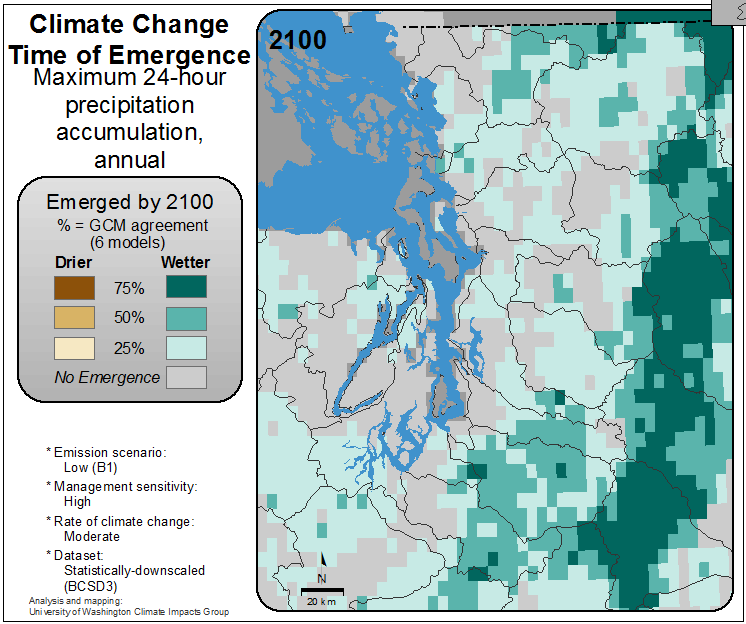 Climate Change
Time of Emergence
Maximum 24-hour
precipitation
accumulation,
annual
Emerged by 2100
% = GCM agreement
(6 models)
Drier Wetter
75%
50%
25%
No Emergence
* Emission scenario:
Low (B1)
* Management sensitivity:
High
* Rate of climate change:
Moderate
* Dataset:
Statistically-downscaled
(BCSD3)
Analysis and mapping:
University of Washington Climate Impacts Group
2100
N
20 km